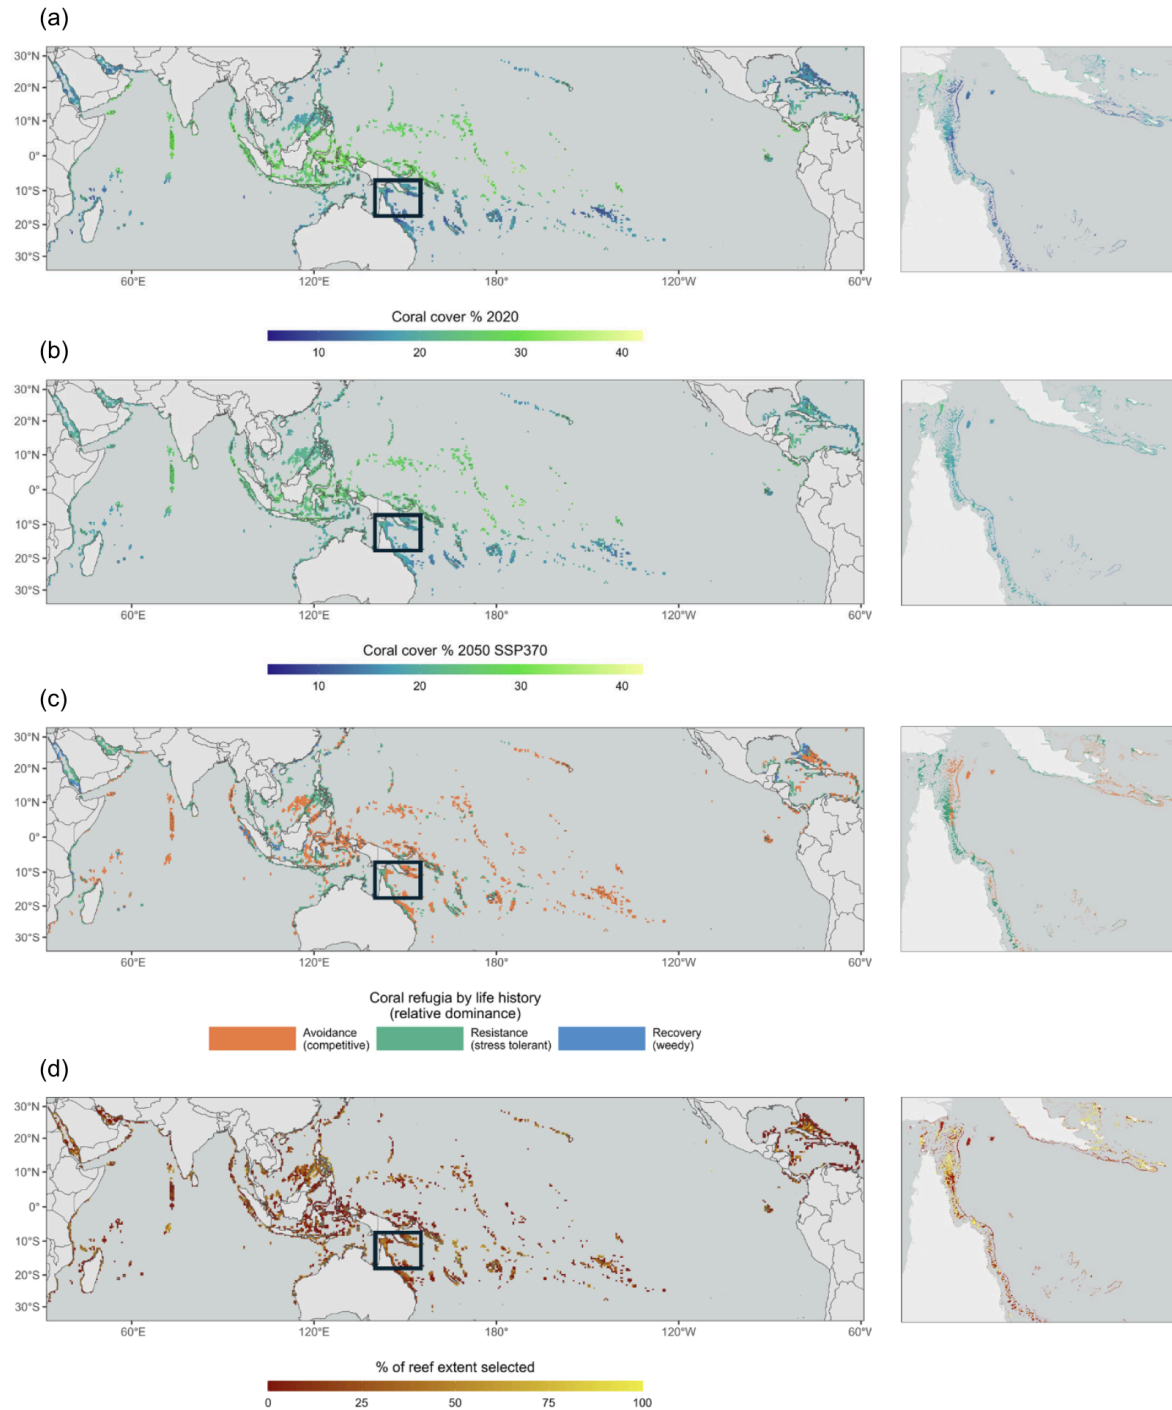 (a)
30°N
20°N
10°N
0°
10°S
20°S
30°S
60°E
120°E
180°
120°W
60°W
Coral cover % 2020
10
20
30
40
(b)
30°N
20°N
10°N
0°
10°S
20°S
30°S
60°E
120°E
180°
120°W
60°W
Coral cover % 2050 SSP370
10
20
30
40
(c)
30°N
20°N
10°N
0°
10°S
20°S
30°S
60°E
120°E
180°
120°W
60°W
Coral refugia by life history
(relative dominance)
Avoidance
(competitive)
Resistance
(stress tolerant)
Recovery
(weedy)
(d)
30°N
20°N
10°N
0°
10°S
20°S
30°S
60°E
120°E
180°
120°W
60°W
% of reef extent selected
0
25
50
75
100